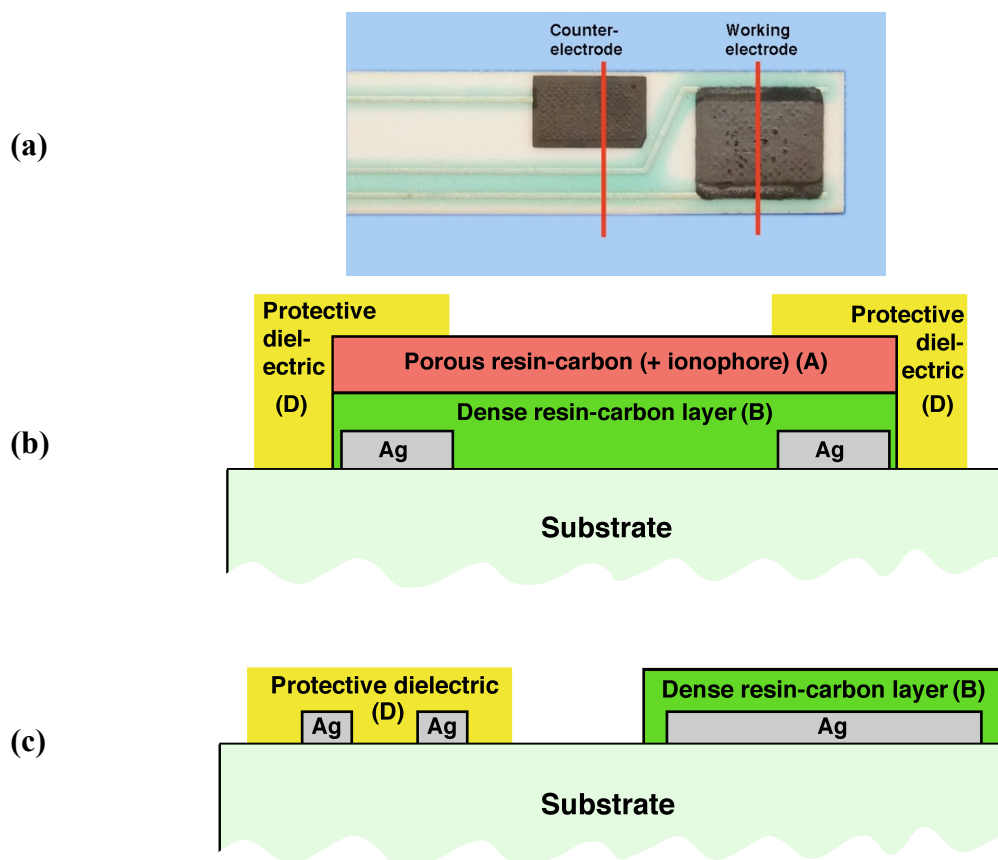 Counter-
electrode
Working
electrode
(a)
Protective
diel-
ectric
(D)
Protective
diel-
ectric
(D)
Porous resin-carbon (+ ionophore) (A)
Dense resin-carbon layer (B)
(b)
Ag
Ag
Substrate
Protective dielectric
(D)
Dense resin-carbon layer (B)
(c)
Ag
Ag
Ag
Substrate